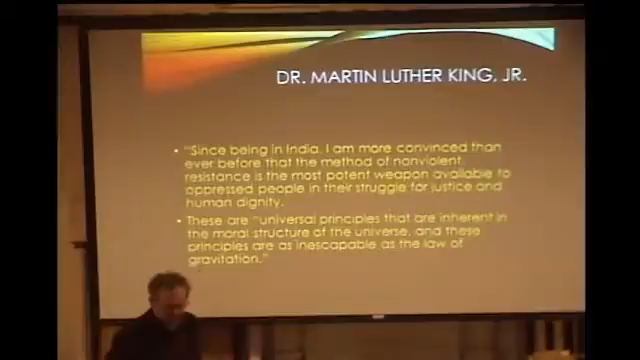 DR. MARTIN LUTHER KING, JR.
• "Since being in India, I am more convinced than
ever before that the method of nonviolent
resistance is the most potent weapon available to
oppressed people in their struggle for justice and
human dignity.
• These are "universal principles that are inherent in
the moral structure of the universe, and these
principles are as inescapable as the law of
gravitation."